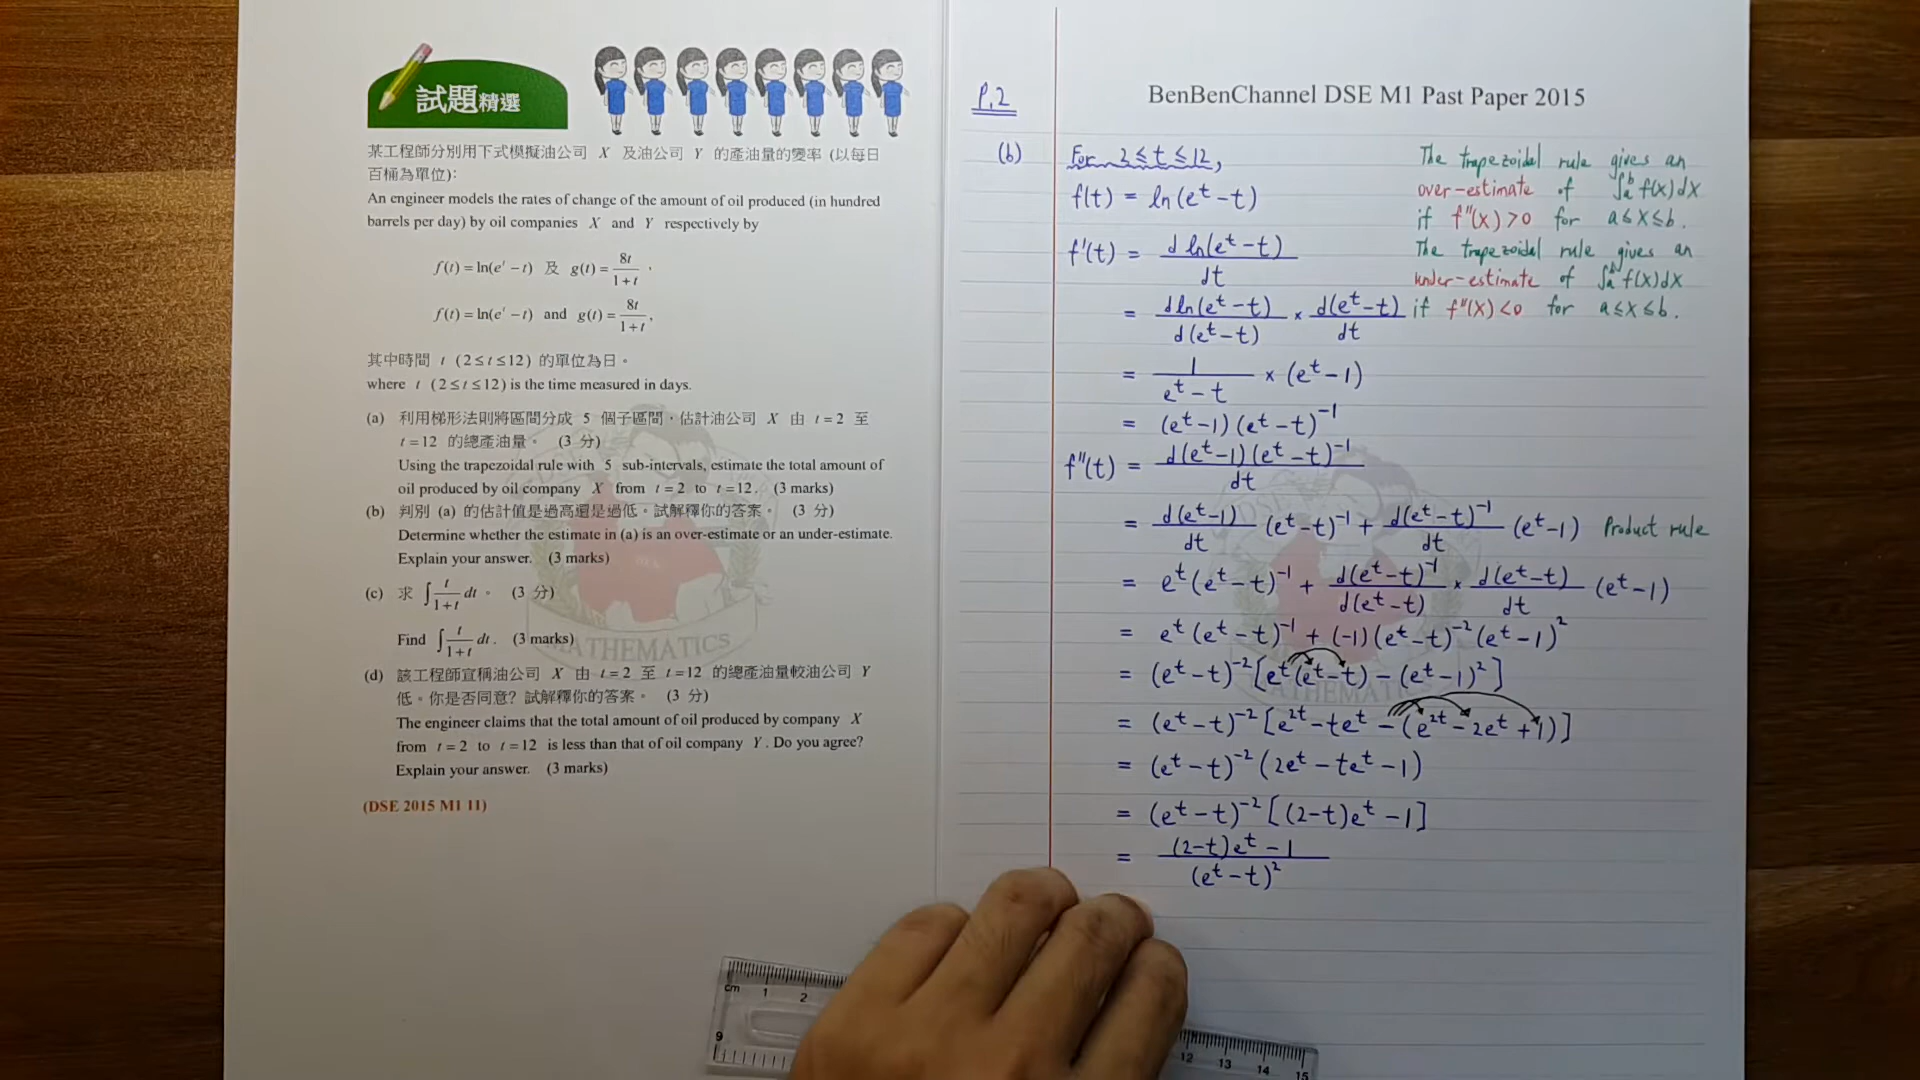 試題精選
某工程師分別用下式模擬油公司 X 及油公司 Y 的產油量的變率 (以每日
百桶為單位):
An engineer models the rates of change of the amount of oil produced (in hundred
barrels per day) by oil companies X and Y respectively by
f(t) = ln(e^t − t) 及 g(t) = 8t/(1+t) ,
f(t) = ln(e^t − t) and g(t) = 8t/(1+t),
其中時間 t (2 ≤ t ≤ 12) 的單位為日。
where t (2 ≤ t ≤ 12) is the time measured in days.
(a) 利用梯形法則將區間分成 5 個子區間，估計油公司 X 由 t = 2 至
t = 12 的總產油量。 (3 分)
Using the trapezoidal rule with 5 sub-intervals, estimate the total amount of
oil produced by oil company X from t = 2 to t = 12. (3 marks)
(b) 判別 (a) 的估計值是過高還是過低。試解釋你的答案。 (3 分)
Determine whether the estimate in (a) is an over-estimate or an under-estimate.
Explain your answer. (3 marks)
(c) 求 ∫ t/(1+t) dt 。 (3 分)
Find ∫ t/(1+t) dt. (3 marks)
(d) 該工程師宣稱油公司 X 由 t = 2 至 t = 12 的總產油量較油公司 Y
低。你是否同意? 試解釋你的答案。 (3 分)
The engineer claims that the total amount of oil produced by company X
from t = 2 to t = 12 is less than that of oil company Y. Do you agree?
Explain your answer. (3 marks)
(DSE 2015 M1 11)
MATHEMATICS
cm 1 2
9
12 13 14 15
P.2
BenBenChannel DSE M1 Past Paper 2015
(b) For 2 ≤ t ≤ 12,
f(t) = ln(e^t − t)
f'(t) = d ln(e^t − t)/dt
= d ln(e^t − t)/d(e^t − t) × d(e^t − t)/dt
= 1/(e^t − t) × (e^t − 1)
= (e^t − 1)(e^t − t)^−1
f''(t) = d(e^t − 1)(e^t − t)^−1/dt
= d(e^t − 1)/dt (e^t − t)^−1 + d(e^t − t)^−1/dt (e^t − 1) Product rule
= e^t(e^t − t)^−1 + d(e^t − t)^−1/d(e^t − t) × d(e^t − t)/dt (e^t − 1)
= e^t(e^t − t)^−1 + (−1)(e^t − t)^−2(e^t − 1)^2
= (e^t − t)^−2[e^t(e^t − t) − (e^t − 1)^2]
= (e^t − t)^−2[e^2t − te^t − (e^2t − 2e^t + 1)]
= (e^t − t)^−2(2e^t − te^t − 1)
= (e^t − t)^−2[(2−t)e^t − 1]
= (2−t)e^t − 1/(e^t − t)^2
The trapezoidal rule gives an
over-estimate of ∫_a^b f(x)dx
if f''(x) > 0 for a ≤ x ≤ b.
The trapezoidal rule gives an
under-estimate of ∫_a^b f(x)dx
if f''(x) < 0 for a ≤ x ≤ b.